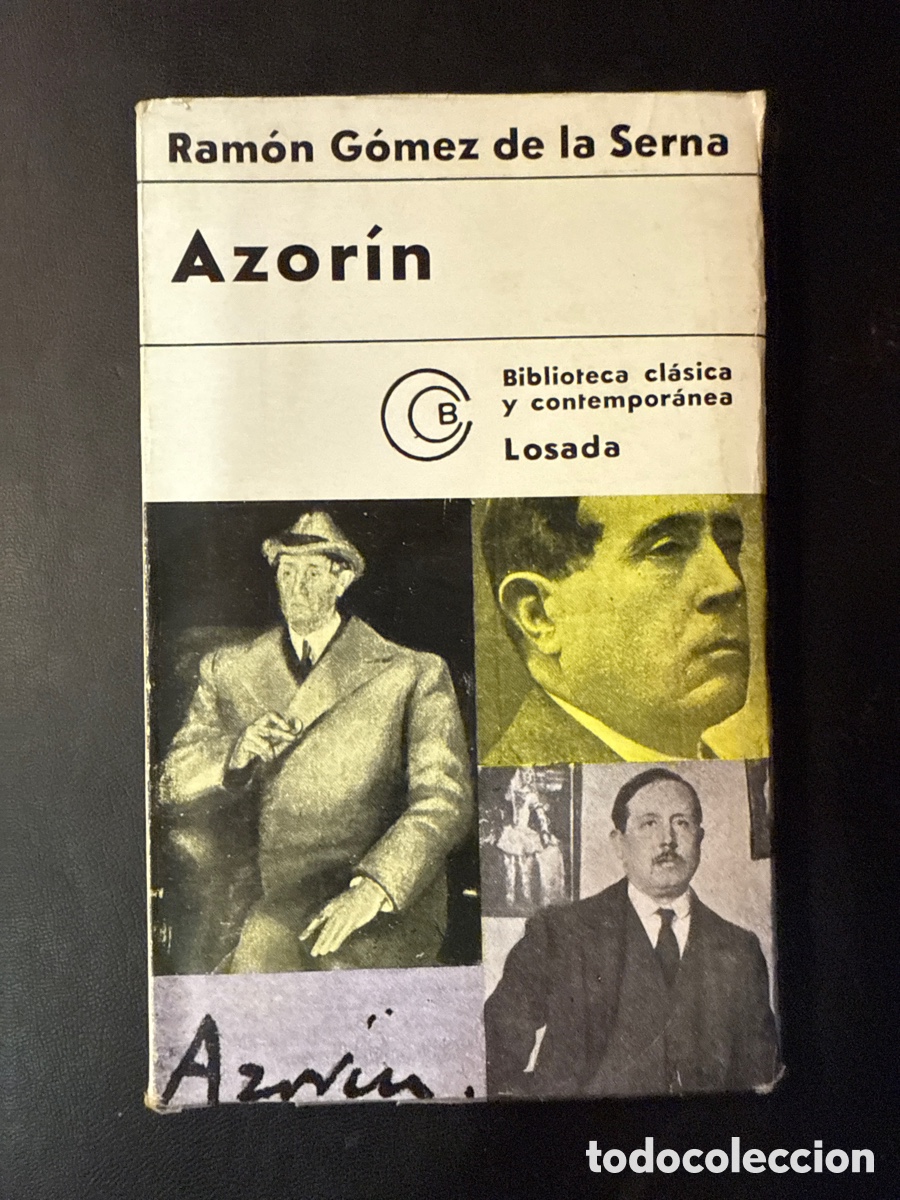 Ramón Gómez de la Serna
Azorín
B
Biblioteca clásica
y contemporánea
Losada
Azorín.
todocoleccion